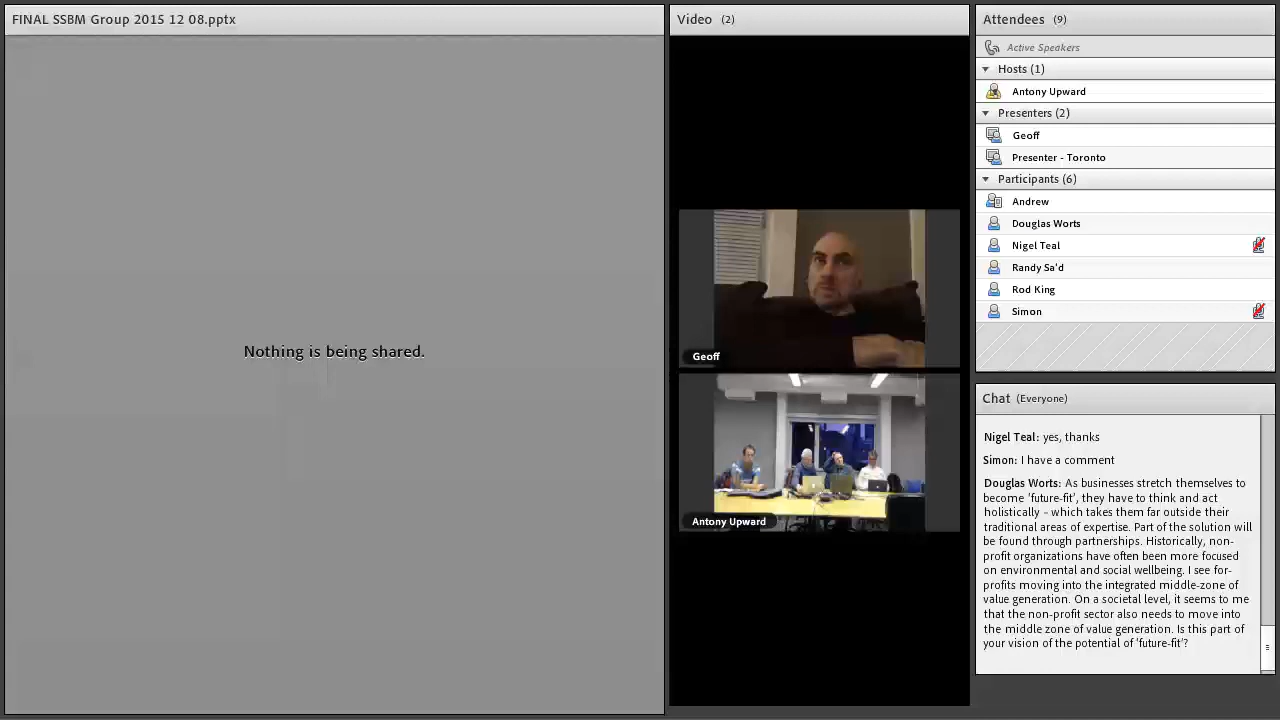 FINAL SSBM Group 2015 12 08.pptx
Nothing is being shared.
Video (2)
Geoff
Antony Upward
Attendees (9)
Active Speakers
Hosts (1)
Antony Upward
Presenters (2)
Geoff
Presenter - Toronto
Participants (6)
Andrew
Douglas Worts
Nigel Teal
Randy Sa'd
Rod King
Simon
Chat (Everyone)
Nigel Teal: yes, thanks
Simon: I have a comment
Douglas Worts: As businesses stretch themselves to
become 'future-fit', they have to think and act
holistically – which takes them far outside their
traditional areas of expertise. Part of the solution will
be found through partnerships. Historically, non-
profit organizations have often been more focused
on environmental and social wellbeing. I see for-
profits moving into the integrated middle-zone of
value generation. On a societal level, it seems to me
that the non-profit sector also needs to move into
the middle zone of value generation. Is this part of
your vision of the potential of 'future-fit'?